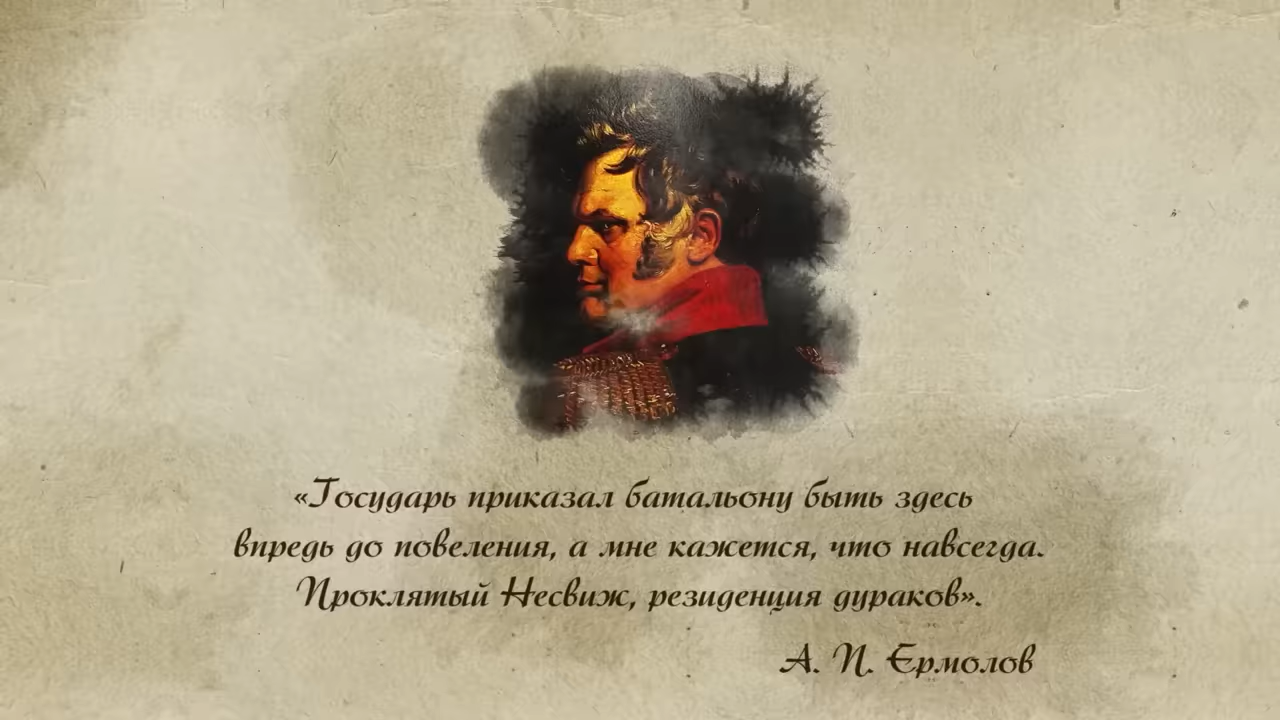 «Государь приказал батальону быть здесь
впредь до повеления, а мне кажется, что навсегда.
Проклятый Несвиж, резиденция дураков».
А. П. Ермолов